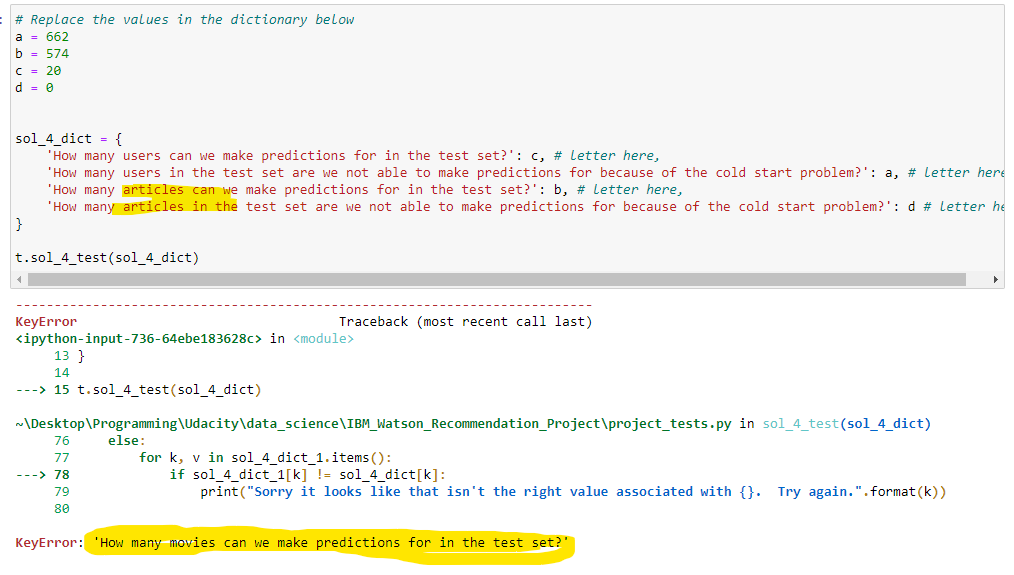 # Replace the values in the dictionary below
a = 662
b = 574
c = 20
d = 0
sol_4_dict = {
'How many users can we make predictions for in the test set?': c, # letter here,
'How many users in the test set are we not able to make predictions for because of the cold start problem?': a, # letter here
'How many articles can we make predictions for in the test set?': b, # letter here,
'How many articles in the test set are we not able to make predictions for because of the cold start problem?': d # letter he
}
t.sol_4_test(sol_4_dict)
---------------------------------------------------------------------------
KeyError Traceback (most recent call last)
<ipython-input-736-64ebe183628c> in <module>
13 }
14
---> 15 t.sol_4_test(sol_4_dict)
~\Desktop\Programming\Udacity\data_science\IBM_Watson_Recommendation_Project\project_tests.py in sol_4_test(sol_4_dict)
76 else:
77 for k, v in sol_4_dict_1.items():
---> 78 if sol_4_dict_1[k] != sol_4_dict[k]:
79 print("Sorry it looks like that isn't the right value associated with {}. Try again.".format(k))
80
KeyError: 'How many movies can we make predictions for in the test set?'